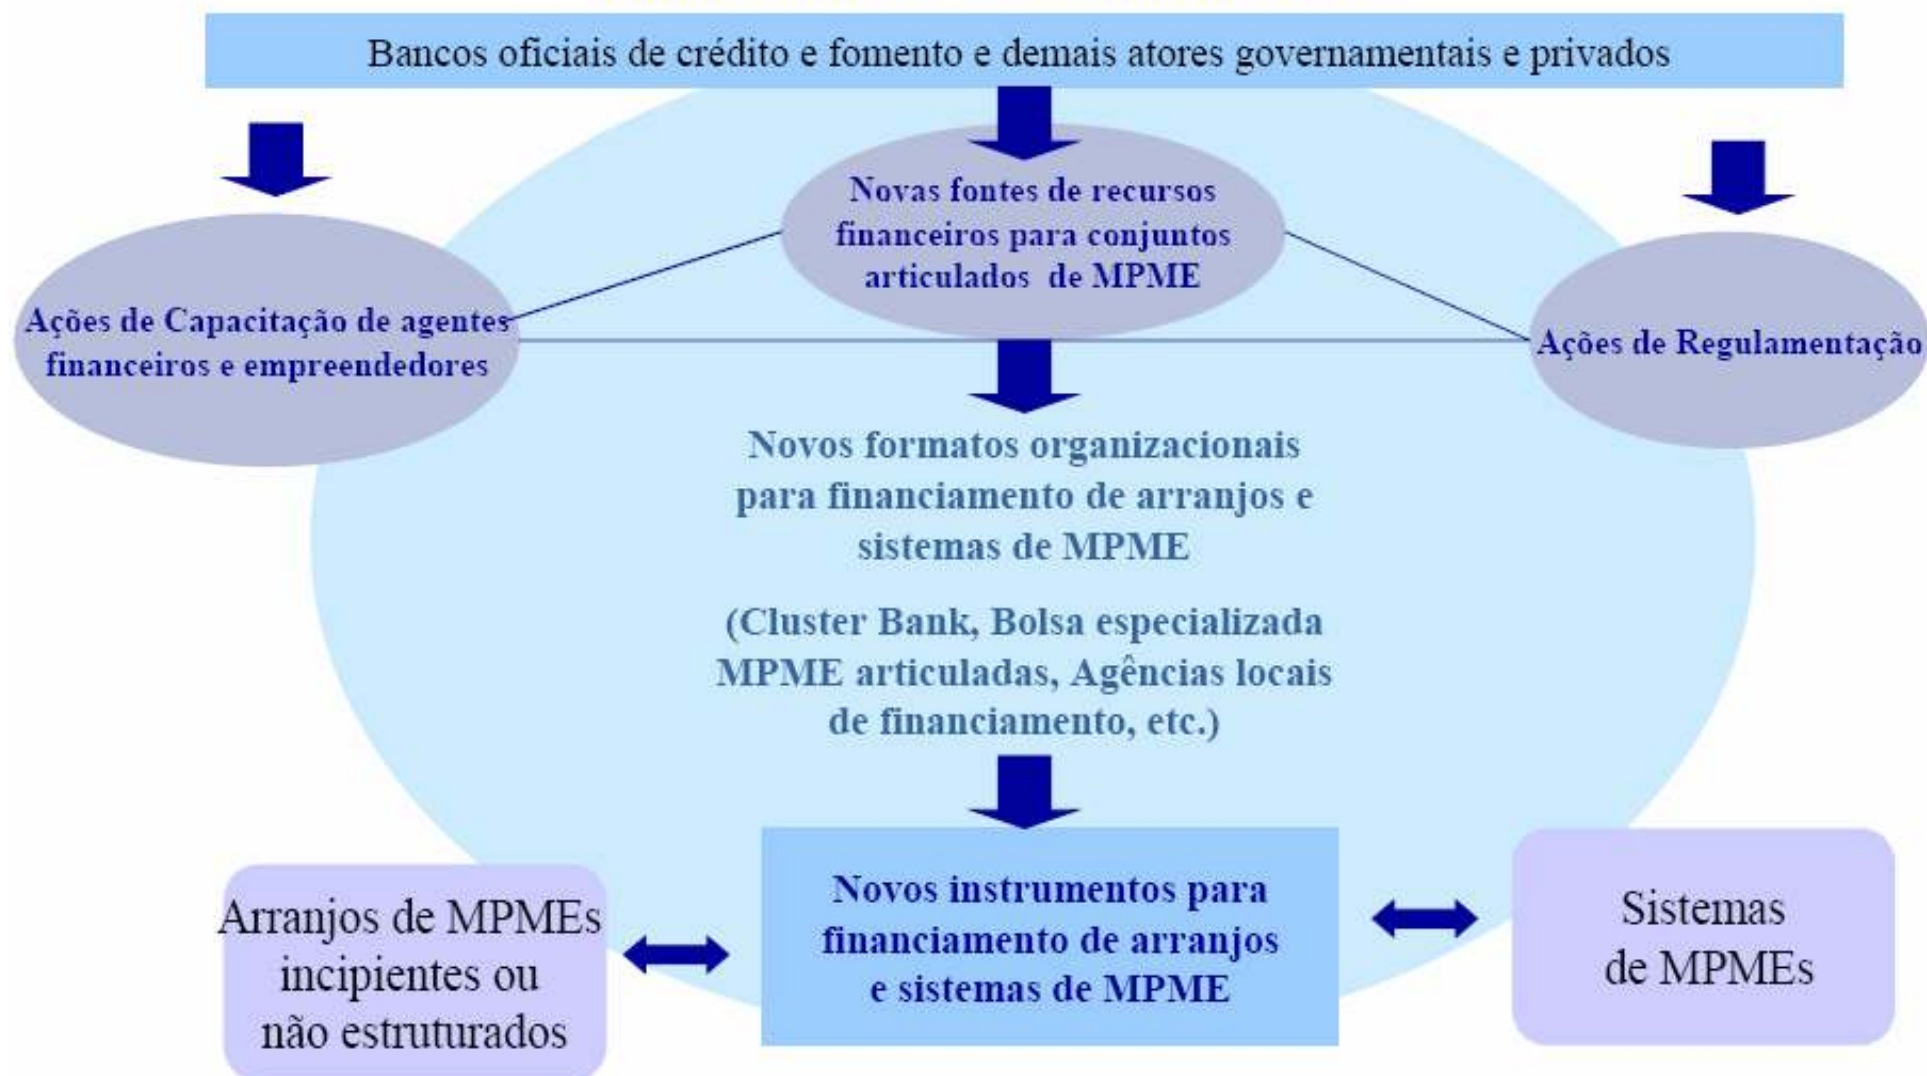 Bancos oficiais de crédito e fomento e demais atores governamentais e privados
Novas fontes de recursos
financeiros para conjuntos
articulados de MPME
Ações de Capacitação de agentes
financeiros e empreendedores
Ações de Regulamentação
Novos formatos organizacionais
para financiamento de arranjos e
sistemas de MPME
(Cluster Bank, Bolsa especializada
MPME articuladas, Agências locais
de financiamento, etc.)
Arranjos de MPMEs
incipientes ou
não estruturados
Novos instrumentos para
financiamento de arranjos
e sistemas de MPME
Sistemas
de MPMEs